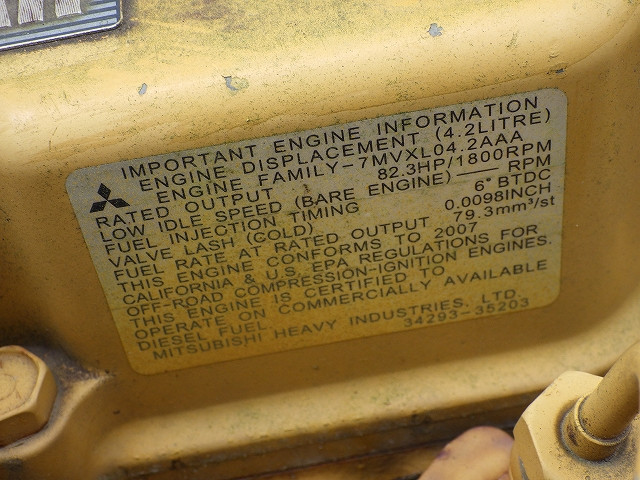 IMPORTANT ENGINE INFORMATION
ENGINE DISPLACEMENT (4.2LITRE)
ENGINE FAMILY-7MVXL04.2AAA
RATED OUTPUT 82.3HP/1800RPM
LOW IDLE SPEED (BARE ENGINE) — RPM
FUEL INJECTION TIMING 6° BTDC
VALVE LASH (COLD) 0.0098INCH
FUEL RATE AT RATED OUTPUT 79.3mm³/st
THIS ENGINE CONFORMS TO 2007
CALIFORNIA & U.S. EPA REGULATIONS FOR
OFF-ROAD COMPRESSION-IGNITION ENGINES.
THIS ENGINE IS CERTIFIED TO
OPERATE ON COMMERCIALLY AVAILABLE
DIESEL FUEL
MITSUBISHI HEAVY INDUSTRIES, LTD.
34293-35203